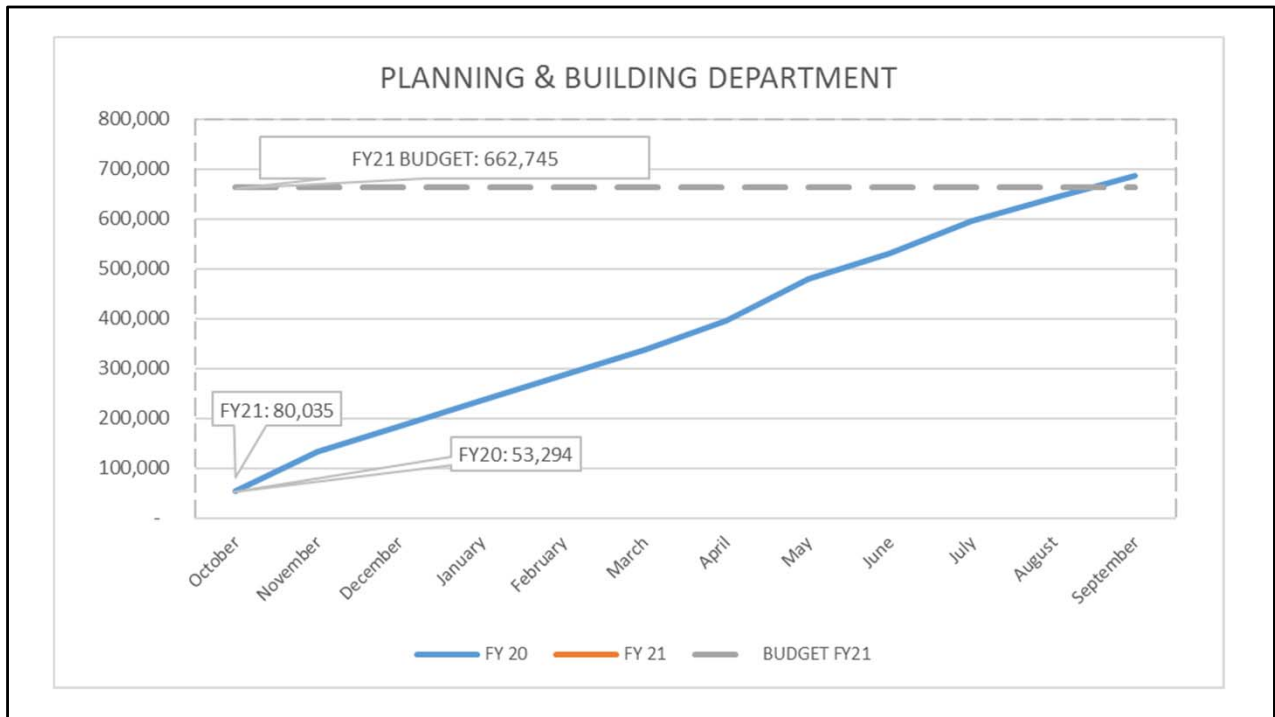 PLANNING & BUILDING DEPARTMENT
800,000
FY21 BUDGET: 662,745
700,000
600,000
500,000
400,000
300,000
FY21: 80,035
200,000
FY20: 53,294
100,000
-
October
November
December
January
February
March
April
May
June
July
August
September
FY 20
FY 21
BUDGET FY21